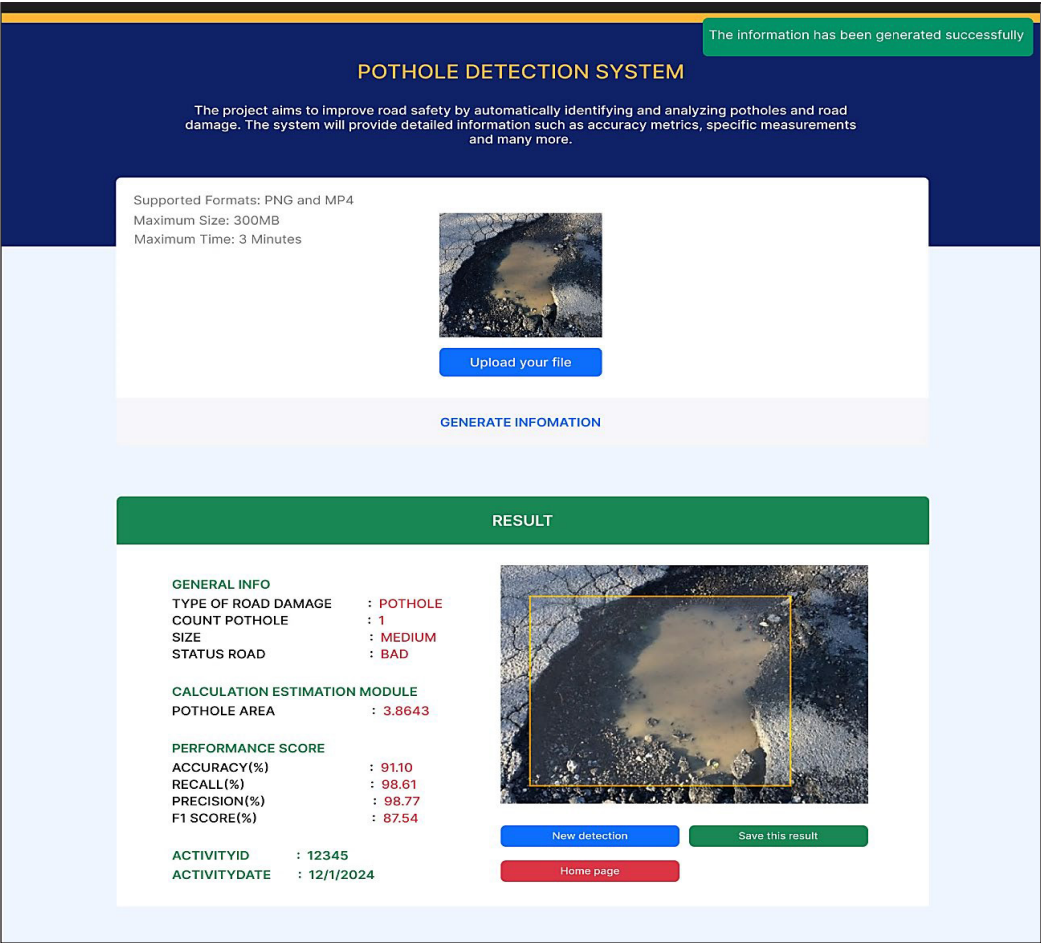 The information has been generated successfully
POTHOLE DETECTION SYSTEM
The project aims to improve road safety by automatically identifying and analyzing potholes and road
damage. The system will provide detailed information such as accuracy metrics, specific measurements
and many more.
Supported Formats: PNG and MP4
Maximum Size: 300MB
Maximum Time: 3 Minutes
Upload your file
GENERATE INFOMATION
RESULT
GENERAL INFO
TYPE OF ROAD DAMAGE : POTHOLE
COUNT POTHOLE : 1
SIZE : MEDIUM
STATUS ROAD : BAD
CALCULATION ESTIMATION MODULE
POTHOLE AREA : 3.8643
PERFORMANCE SCORE
ACCURACY(%) : 91.10
RECALL(%) : 98.61
PRECISION(%) : 98.77
F1 SCORE(%) : 87.54
ACTIVITYID : 12345
ACTIVITYDATE : 12/1/2024
New detection
Save this result
Home page